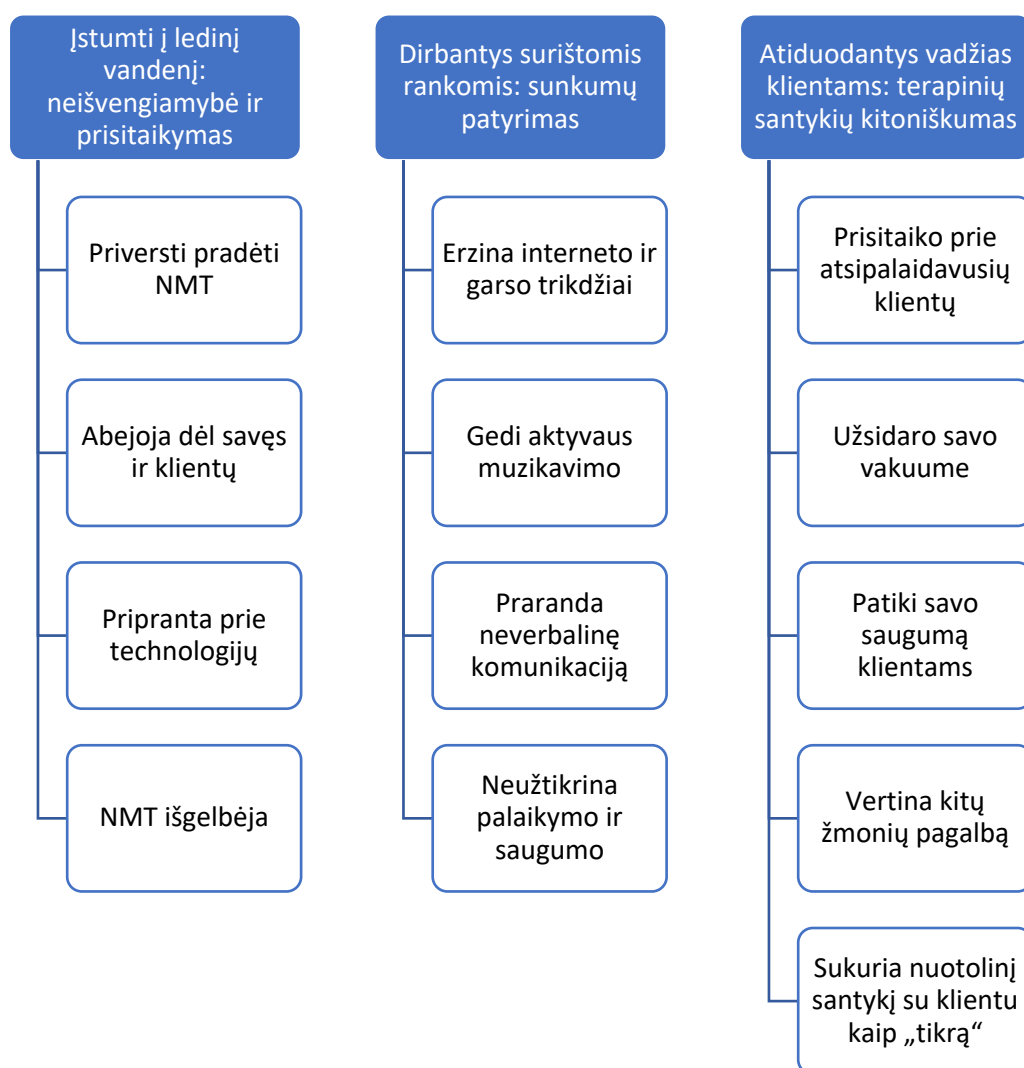 Įstumti į ledinį
vandenį:
neišvengiamybė ir
prisitaikymas
Priversti pradėti
NMT
Abejoja dėl savęs
ir klientų
Pripranta prie
technologijų
NMT išgelbėja
Dirbantys surištomis
rankomis: sunkumų
patyrimas
Erzina interneto ir
garso trikdžiai
Gedi aktyvaus
muzikavimo
Praranda
neverbalinę
komunikaciją
Neužtikrina
palaikymo ir
saugumo
Atiduodantys vadžias
klientams: terapinių
santykių kitoniškumas
Prisitaiko prie
atsipalaidavusių
klientų
Užsidaro savo
vakuume
Patiki savo
saugumą
klientams
Vertina kitų
žmonių pagalbą
Sukuria nuotolinį
santykį su klientu
kaip „tikrą“